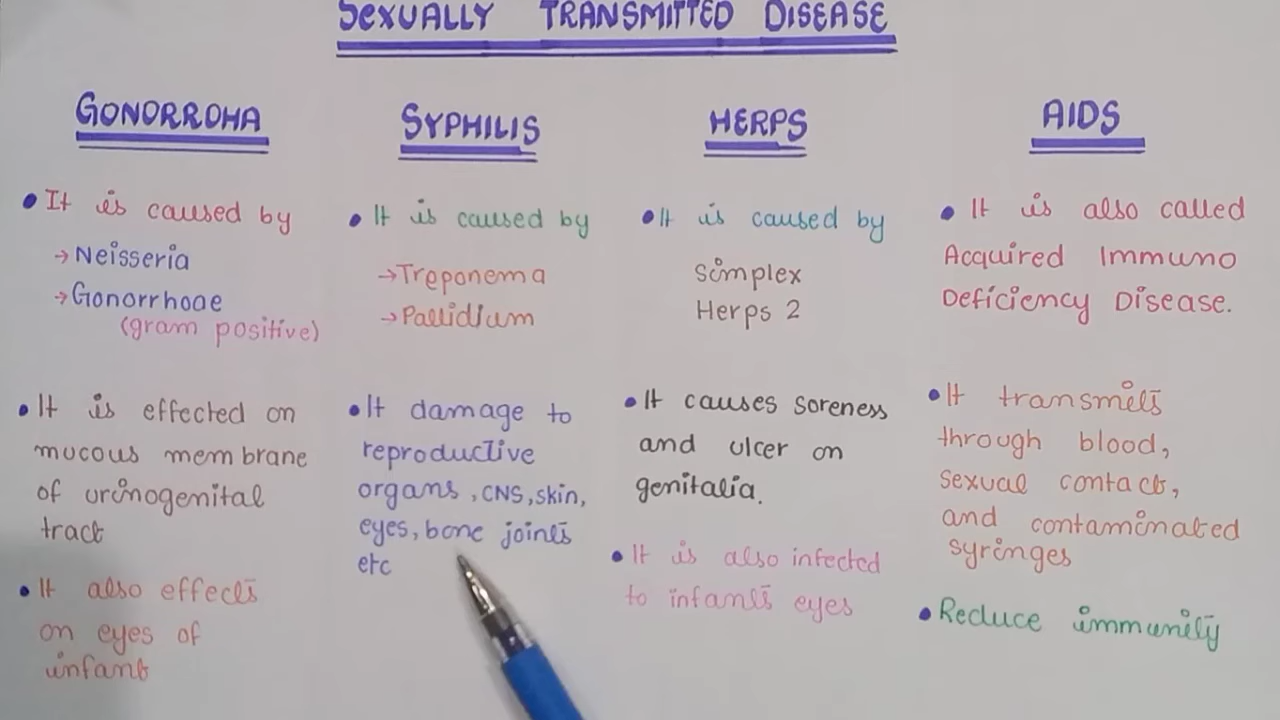 SEXUALLY TRANSMITTED DISEASE
GONORROHA
• It is caused by
→ Neisseria
→ Gonorrhoae
(gram positive)
• It is effected on
mucous membrane
of urinogenital
tract
• It also effects
on eyes of
infant
SYPHILIS
• It is caused by
→ Treponema
→ Pallidium
• It damage to
reproductive
organs, CNS, skin,
eyes, bone joints
etc
HERPS
• It is caused by
Simplex
Herps 2
• It causes soreness
and ulcer on
genitalia.
• It is also infected
to infants eyes
AIDS
• It is also called
Acquired Immuno
Deficiency Disease.
• It transmits
through blood,
sexual contact,
and contaminated
syringes
• Reduce immunity